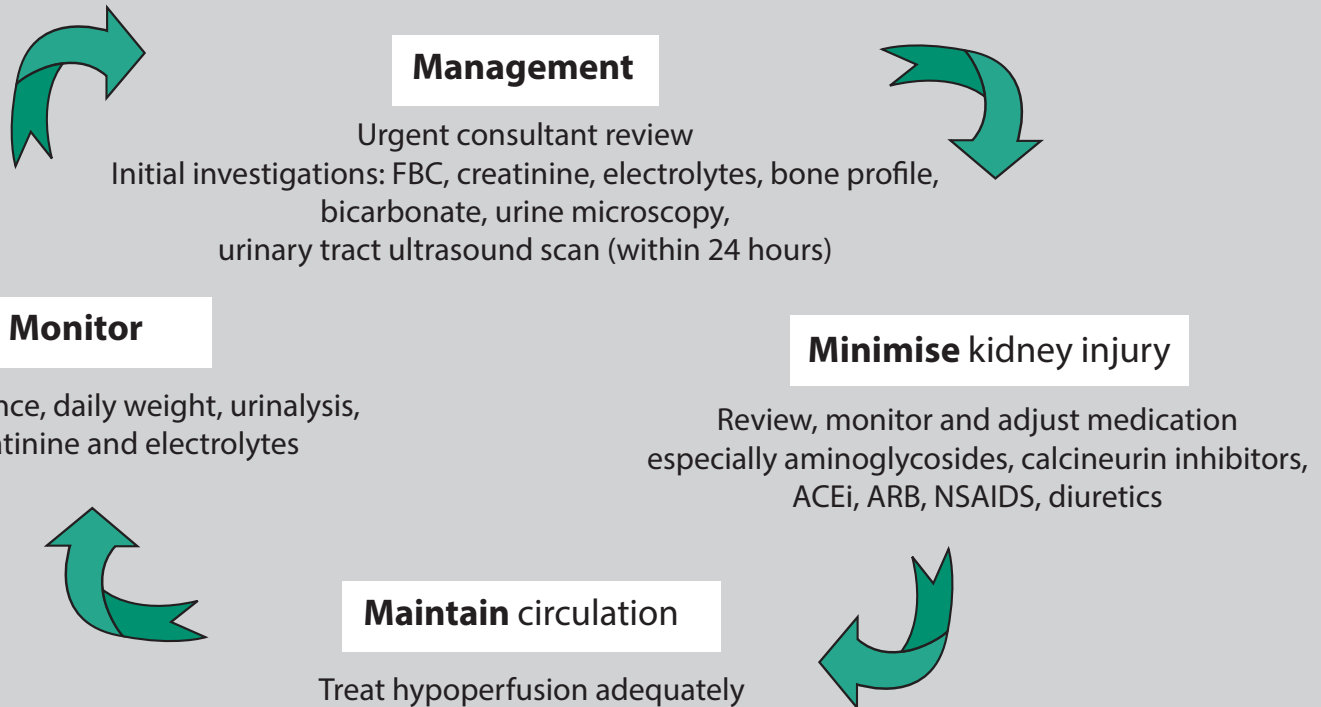 Management
Urgent consultant review
Initial investigations: FBC, creatinine, electrolytes, bone profile,
bicarbonate, urine microscopy,
urinary tract ultrasound scan (within 24 hours)
Monitor
daily weight, urinalysis,
and electrolytes
Minimise kidney injury
Review, monitor and adjust medication
especially aminoglycosides, calcineurin inhibitors,
ACEi, ARB, NSAIDS, diuretics
Maintain circulation
Treat hypoperfusion adequately